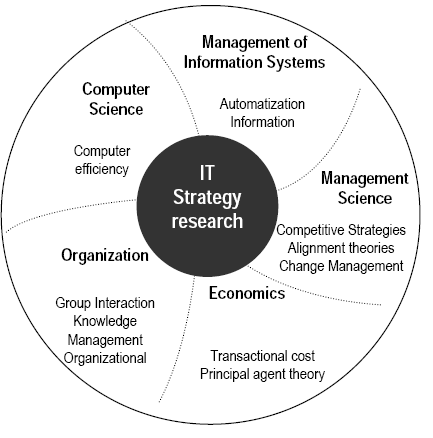 Management of
Information Systems
Automatization
Information
Computer
Science
Computer
efficiency
IT
Strategy
research
Management
Science
Competitive Strategies
Alignment theories
Change Management
Organization
Group Interaction
Knowledge
Management
Organizational
Economics
Transactional cost
Principal agent theory